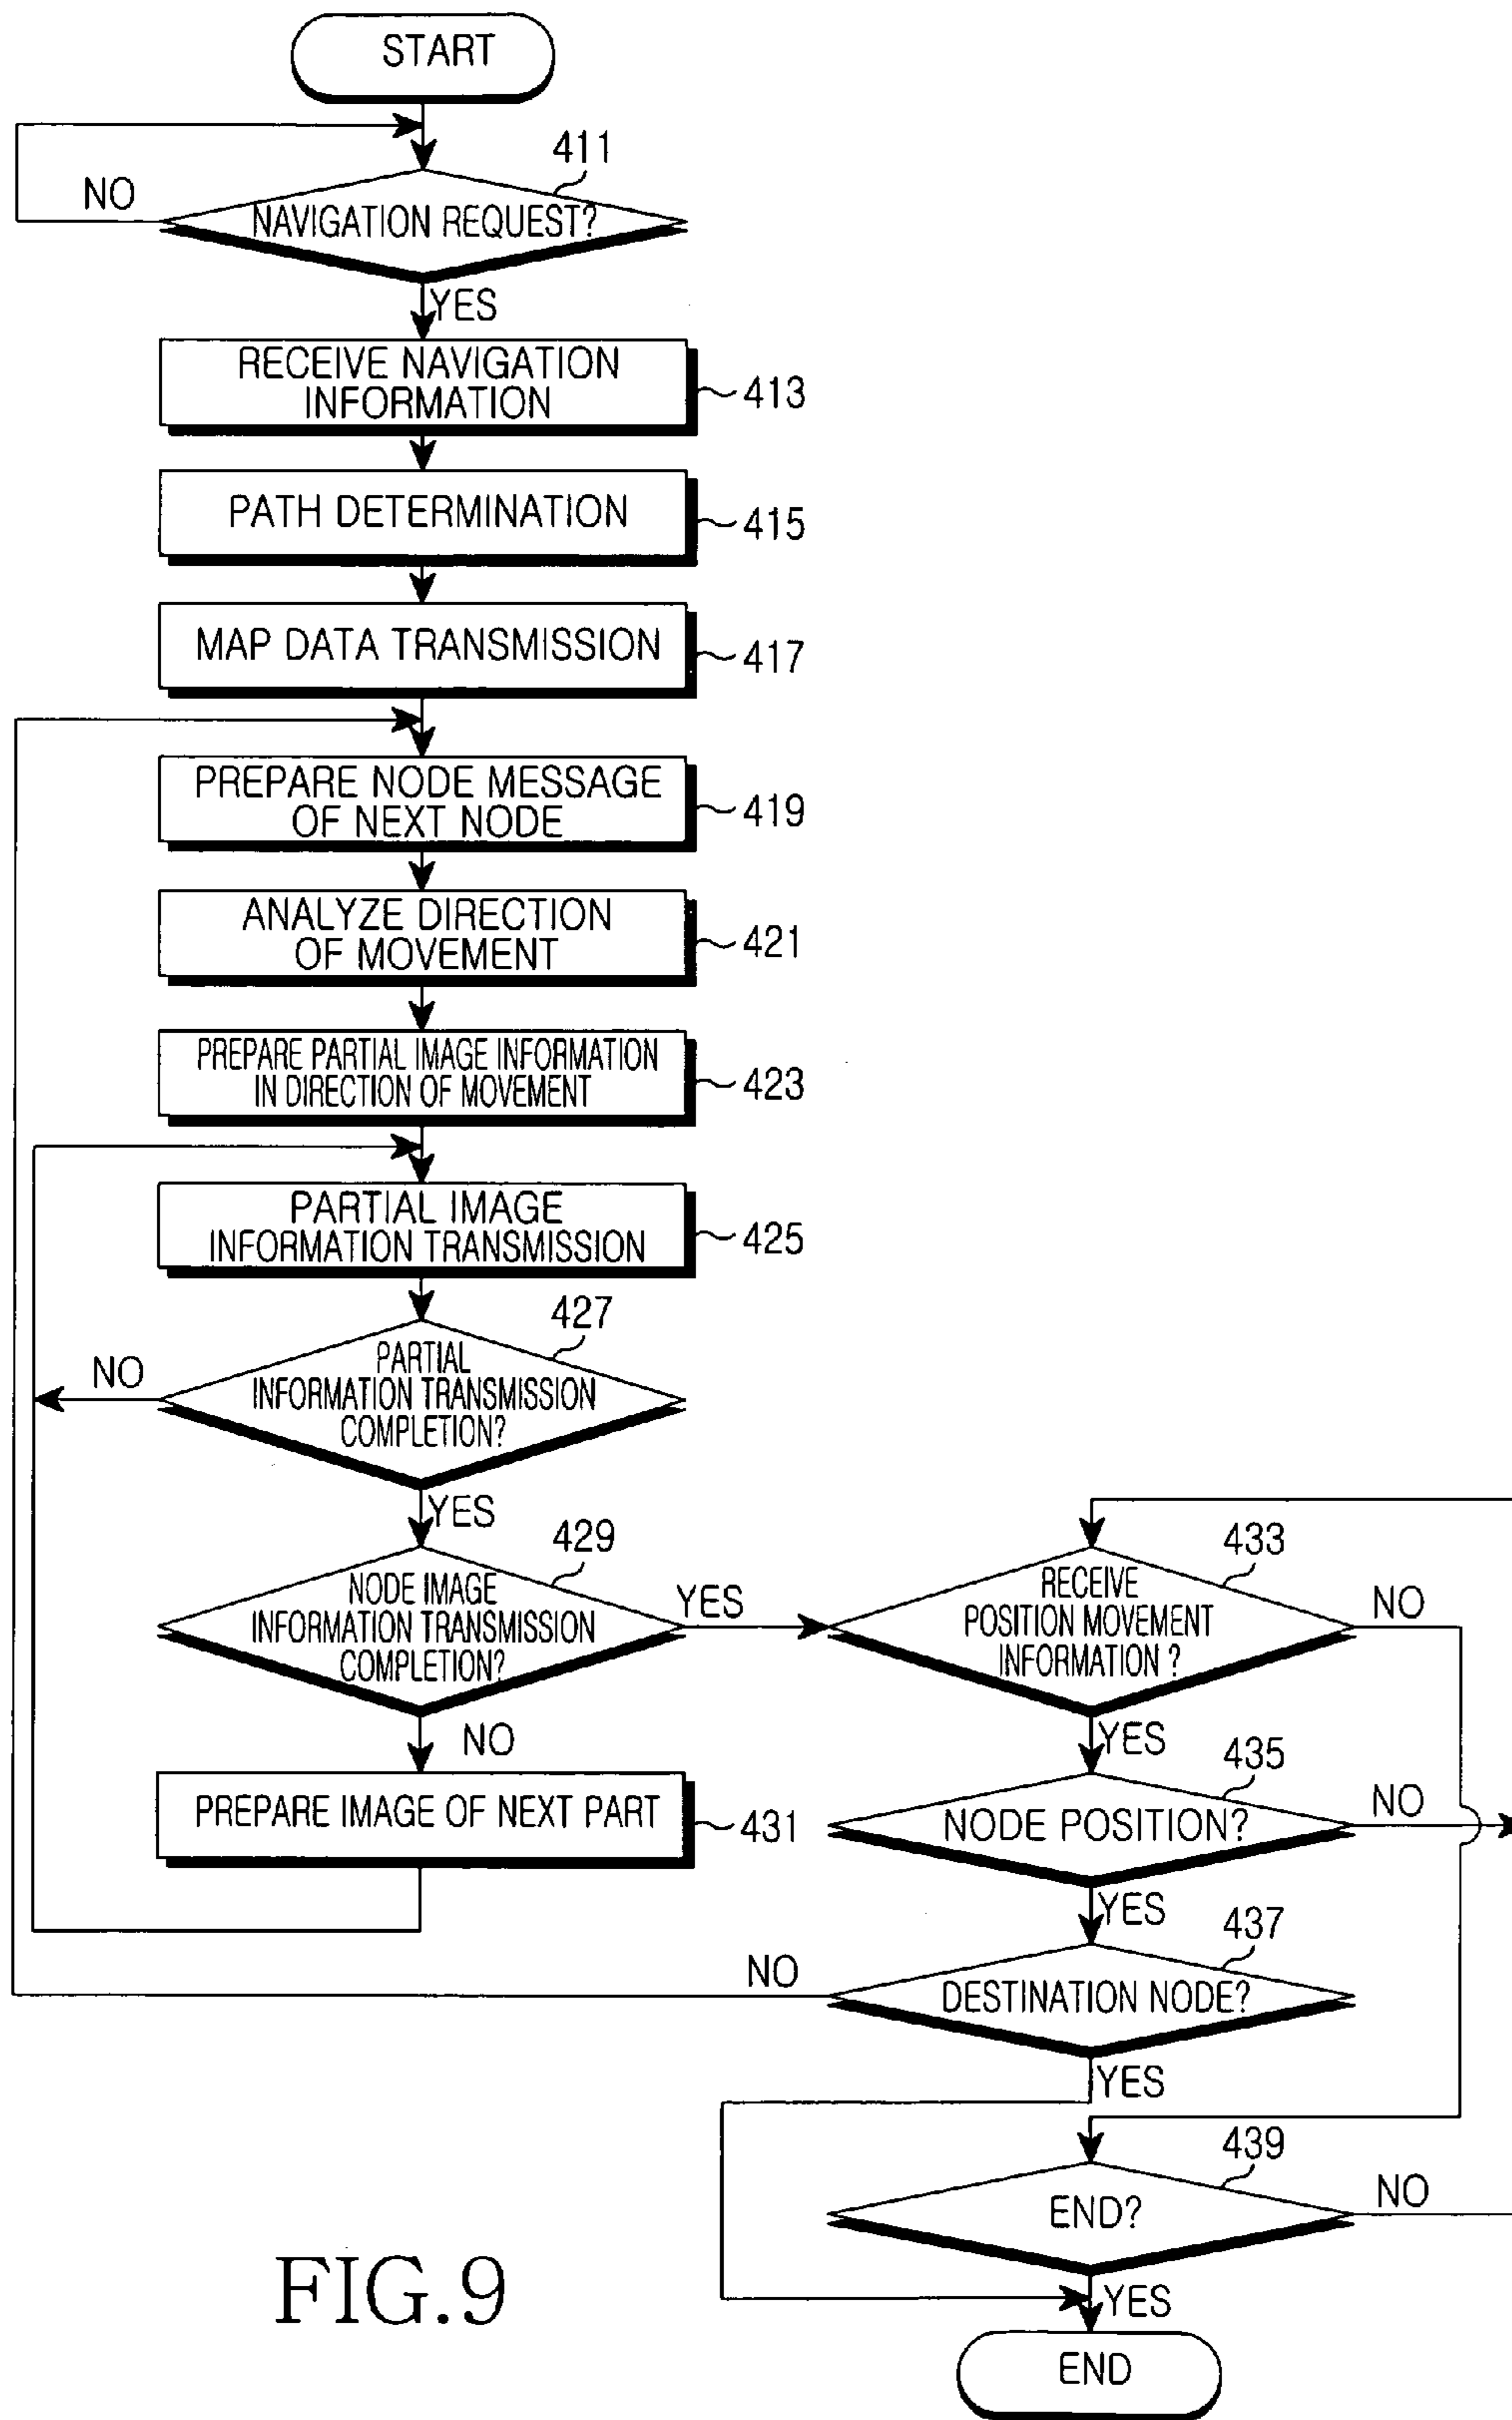 START
411
NO
NAVIGATION REQUEST?
YES
RECEIVE NAVIGATION
INFORMATION
413
PATH DETERMINATION
415
MAP DATA TRANSMISSION
417
PREPARE NODE MESSAGE
OF NEXT NODE
419
ANALYZE DIRECTION
OF MOVEMENT
421
PREPARE PARTIAL IMAGE INFORMATION
IN DIRECTION OF MOVEMENT
423
PARTIAL IMAGE
INFORMATION TRANSMISSION
425
427
NO
PARTIAL
INFORMATION TRANSMISSION
COMPLETION?
YES
429
NODE IMAGE
INFORMATION TRANSMISSION
COMPLETION?
YES
NO
PREPARE IMAGE OF NEXT PART
431
433
RECEIVE
POSITION MOVEMENT
INFORMATION ?
NO
YES
435
NODE POSITION?
NO
YES
437
NO
DESTINATION NODE?
YES
439
END?
NO
YES
END
FIG.9